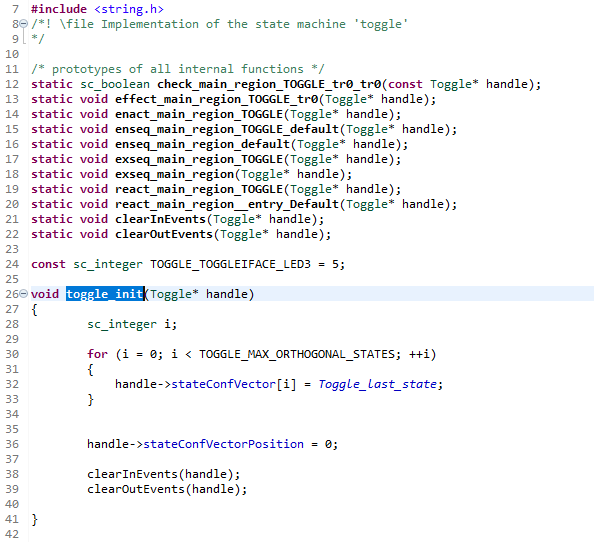 7 #include <string.h>
8 /*! \file Implementation of the state machine 'toggle'
9 */
10
11 /* prototypes of all internal functions */
12 static sc_boolean check_main_region_TOGGLE_tr0_tr0(const Toggle* handle);
13 static void effect_main_region_TOGGLE_tr0(Toggle* handle);
14 static void enact_main_region_TOGGLE(Toggle* handle);
15 static void enseq_main_region_TOGGLE_default(Toggle* handle);
16 static void enseq_main_region_default(Toggle* handle);
17 static void exseq_main_region_TOGGLE(Toggle* handle);
18 static void exseq_main_region(Toggle* handle);
19 static void react_main_region_TOGGLE(Toggle* handle);
20 static void react_main_region__entry_Default(Toggle* handle);
21 static void clearInEvents(Toggle* handle);
22 static void clearOutEvents(Toggle* handle);
23
24 const sc_integer TOGGLE_TOGGLEIFACE_LED3 = 5;
25
26 void toggle_init(Toggle* handle)
27 {
28 sc_integer i;
29
30 for (i = 0; i < TOGGLE_MAX_ORTHOGONAL_STATES; ++i)
31 {
32 handle->stateConfVector[i] = Toggle_last_state;
33 }
34
35
36 handle->stateConfVectorPosition = 0;
37
38 clearInEvents(handle);
39 clearOutEvents(handle);
40
41 }
42